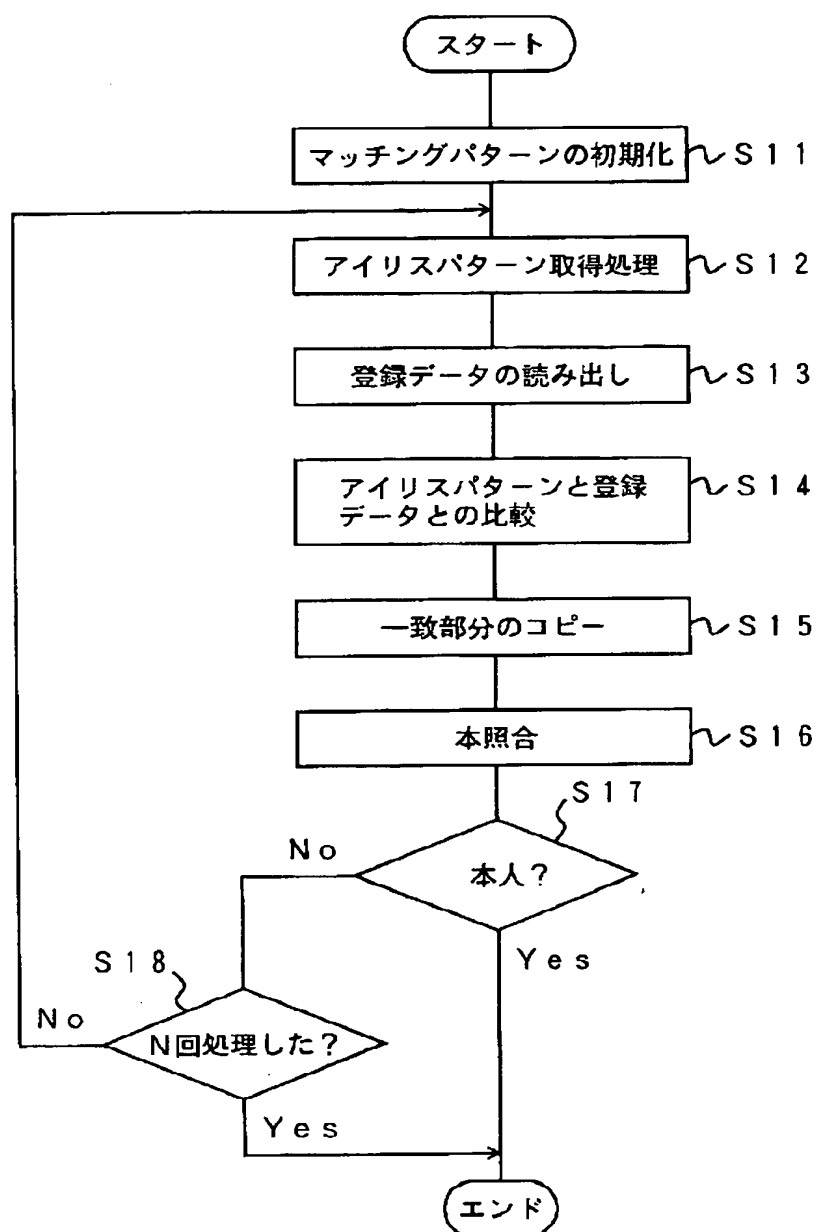 スタート
マッチングパターンの初期化
S11
アイリスパターン取得処理
S12
登録データの読み出し
S13
アイリスパターンと登録
データとの比較
S14
一致部分のコピー
S15
本照合
S16
S17
No
本人?
Yes
S18
No
N回処理した?
Yes
エンド